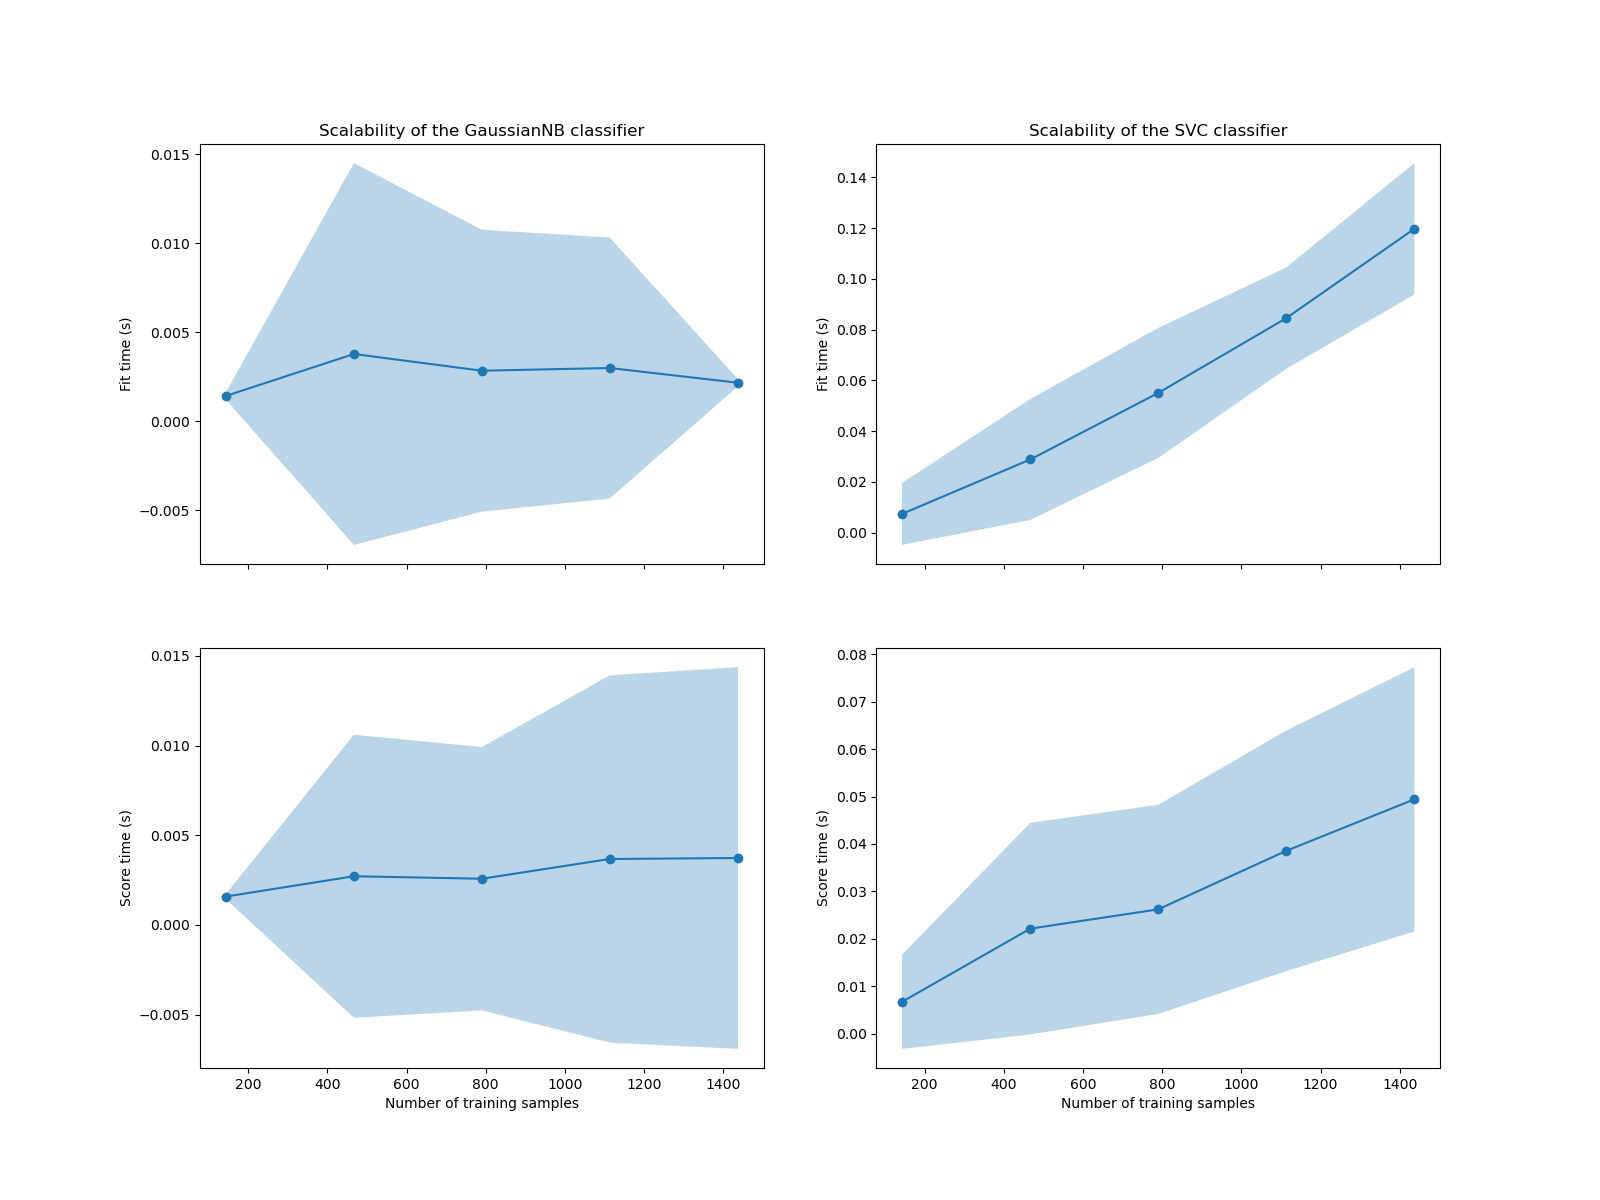 Scalability of the GaussianNB classifier
0.015
0.010
0.005
0.000
−0.005
Fit time (s)
Scalability of the SVC classifier
0.14
0.12
0.10
0.08
0.06
0.04
0.02
0.00
Fit time (s)
0.015
0.010
0.005
0.000
−0.005
Score time (s)
200 400 600 800 1000 1200 1400
Number of training samples
0.08
0.07
0.06
0.05
0.04
0.03
0.02
0.01
0.00
Score time (s)
200 400 600 800 1000 1200 1400
Number of training samples